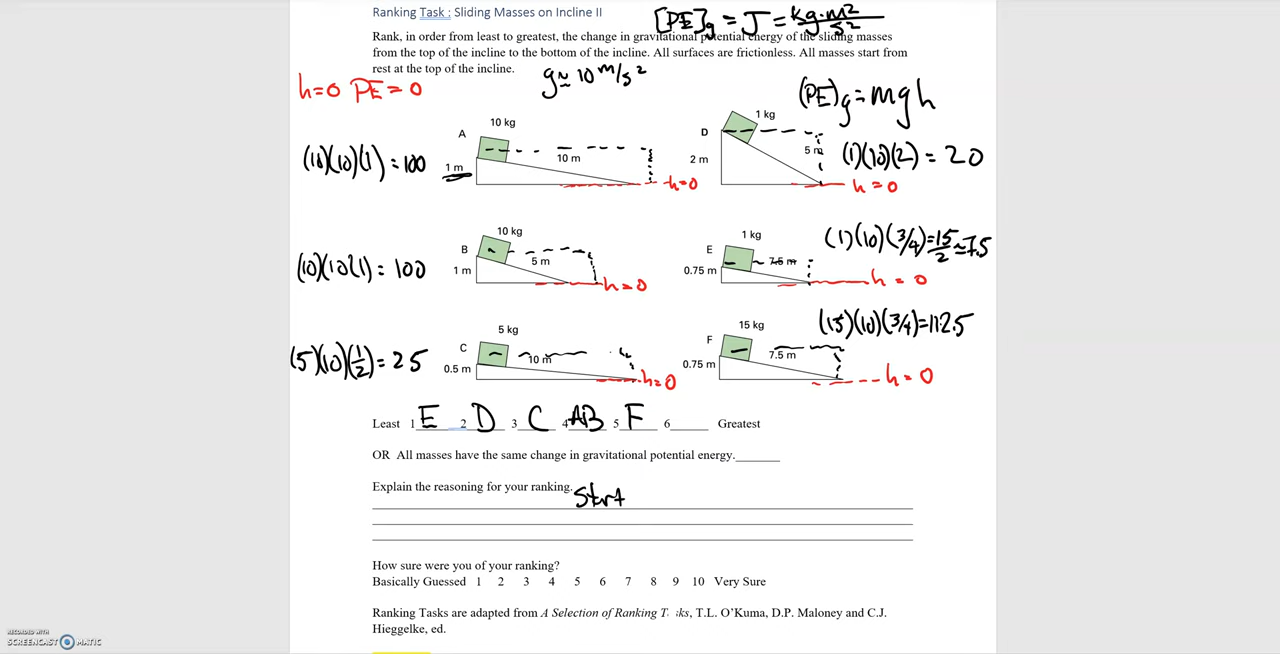 Ranking Task : Sliding Masses on Incline II
[PE]g = J = kg·m²/s²
Rank, in order from least to greatest, the change in gravitational potential energy of the sliding masses
from the top of the incline to the bottom of the incline. All surfaces are frictionless. All masses start from
rest at the top of the incline.
g ≃ 10 m/s²
h=0 PE=0
(PE)g = mgh
10 kg
A
1 m
10 m
h=0
(10)(10)(1) = 100
1 kg
D
2 m
5 m
h=0
(1)(10)(2) = 20
10 kg
B
1 m
5 m
h=0
(10)(10)(1) = 100
1 kg
E
0.75 m
7.5 m
h=0
(1)(10)(3/4) = 15/2 ≃ 7.5
5 kg
C
0.5 m
10 m
h=0
(5)(10)(1/2) = 25
15 kg
F
0.75 m
7.5 m
h=0
(15)(10)(3/4) = 112.5
Least 1 E 2 D 3 C 4 AB 5 F 6______ Greatest
OR All masses have the same change in gravitational potential energy.______
Explain the reasoning for your ranking. Start
How sure were you of your ranking?
Basically Guessed 1 2 3 4 5 6 7 8 9 10 Very Sure
Ranking Tasks are adapted from A Selection of Ranking T sks, T.L. O'Kuma, D.P. Maloney and C.J.
Hieggelke, ed.
RECORDED WITH
SCREENCAST MATIC